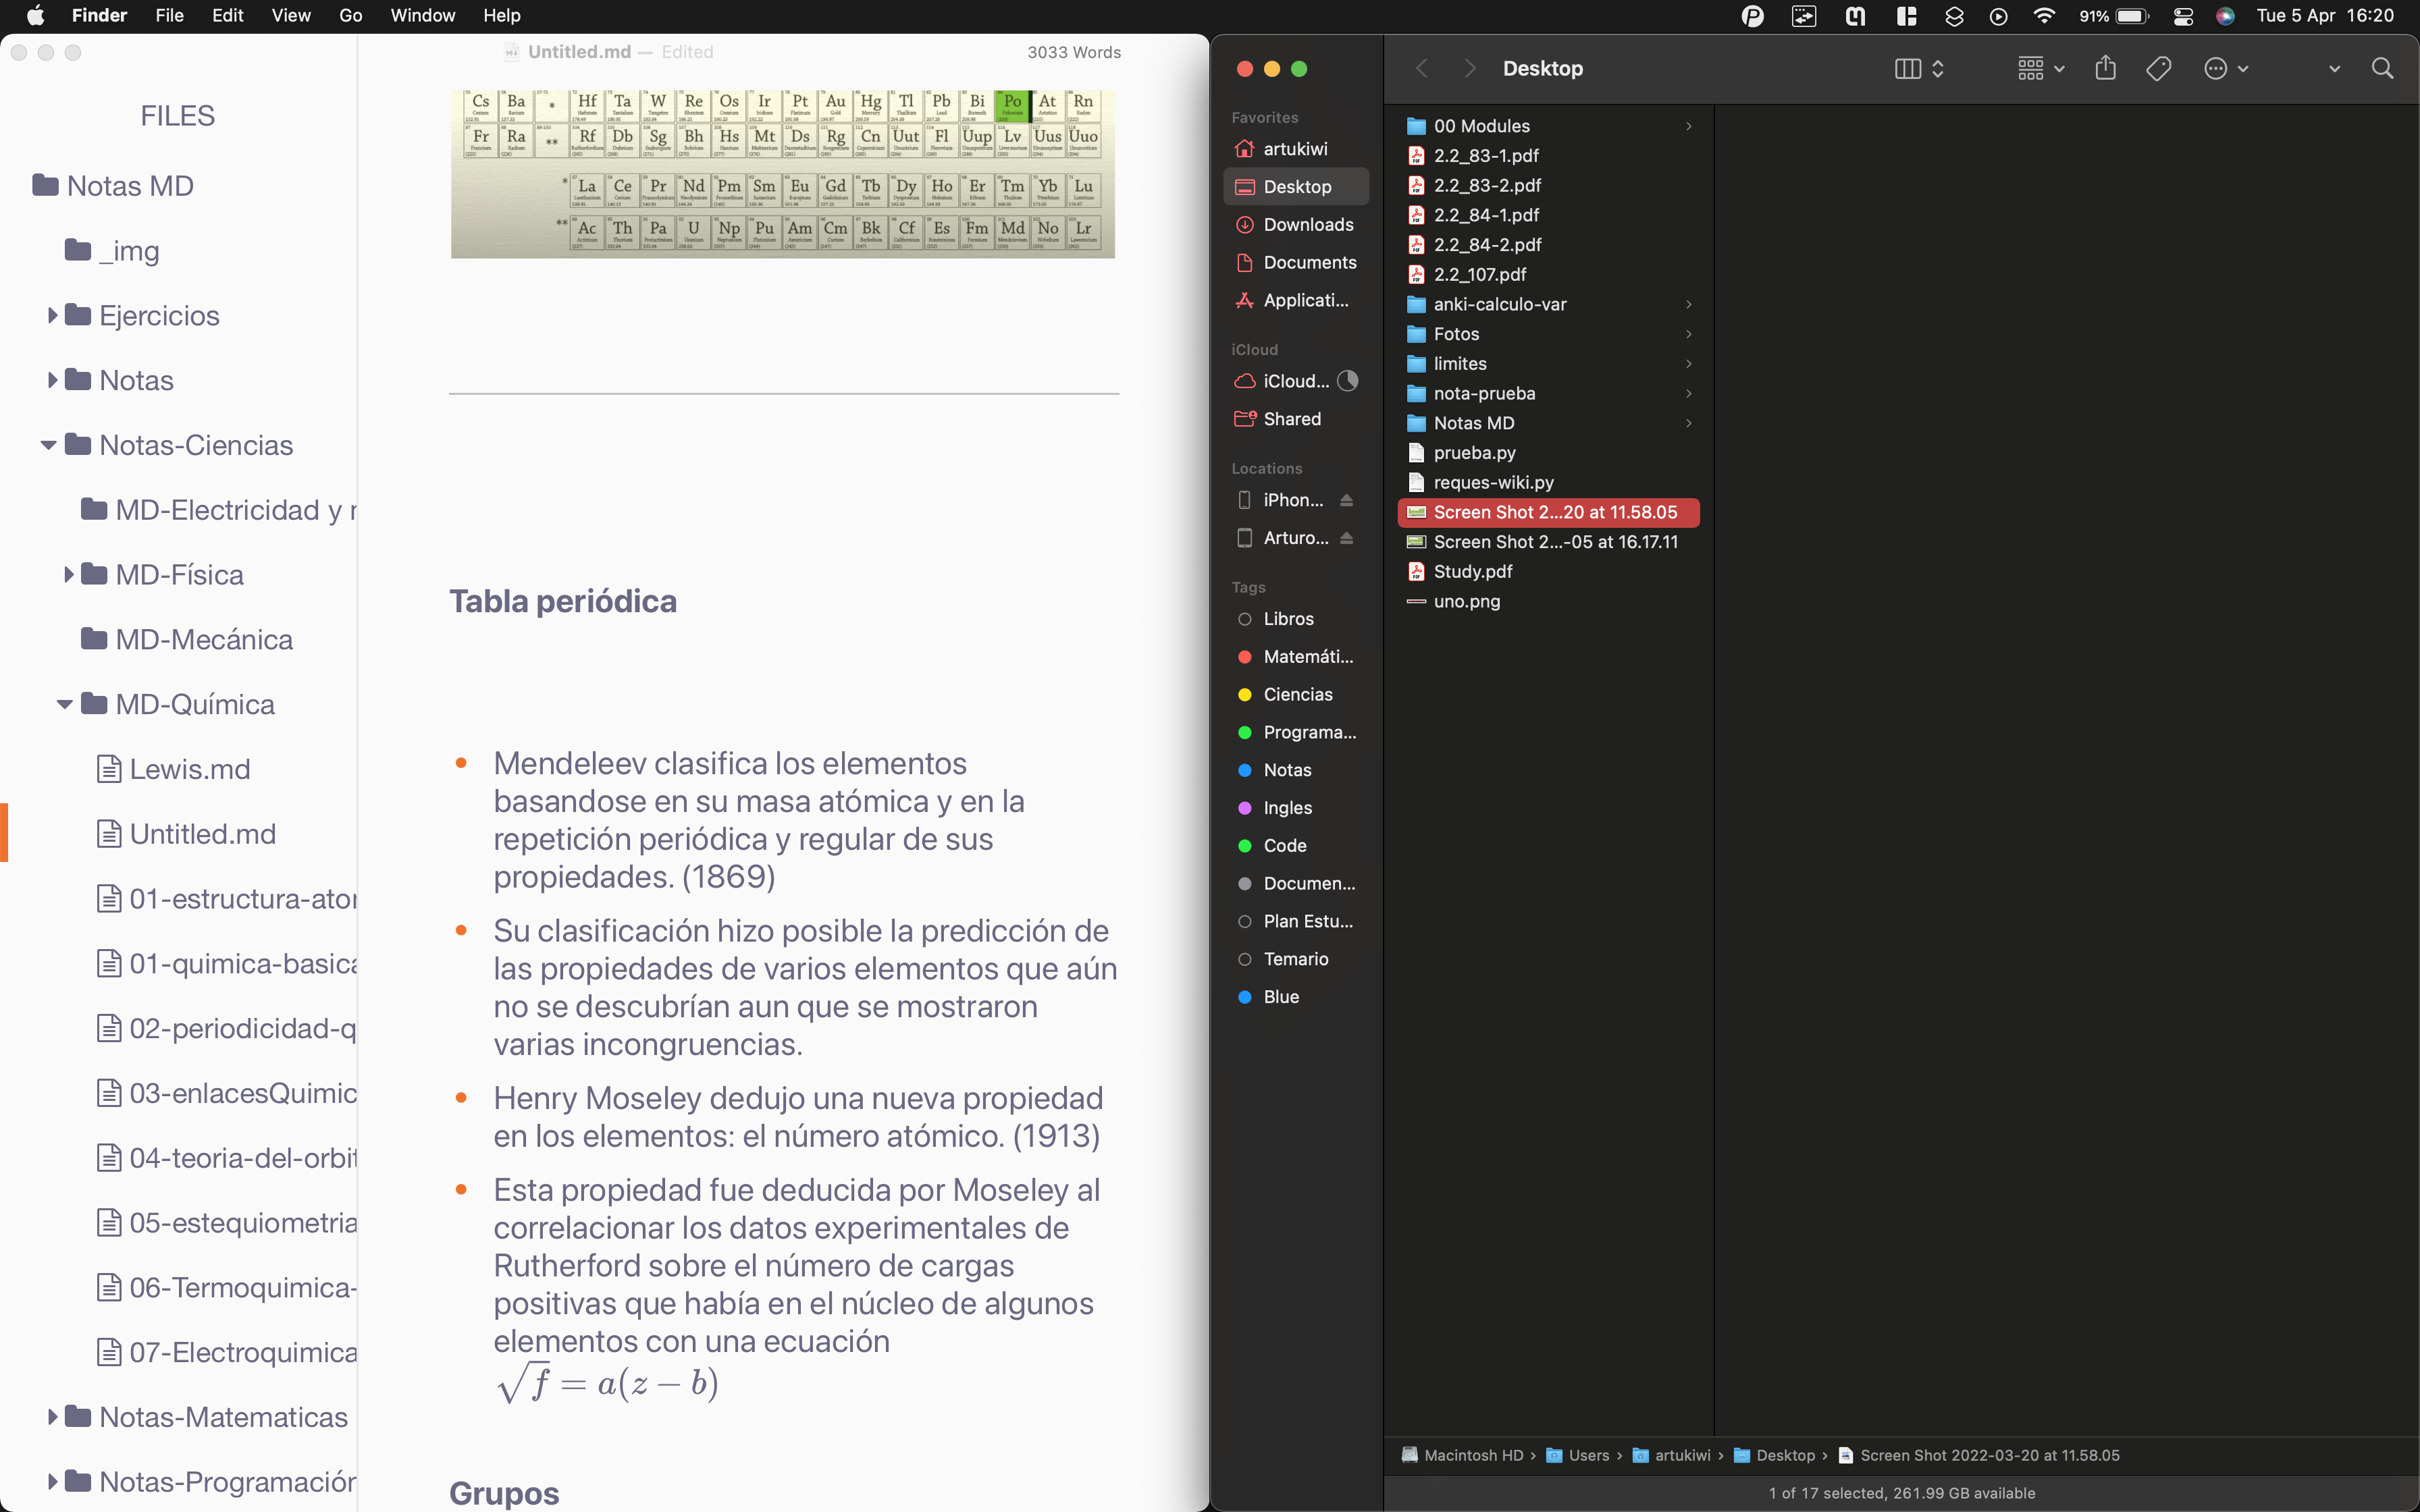 Finder File Edit View Go Window Help
91% Tue 5 Apr 16:20
Untitled.md — Edited
3033 Words
FILES
Notas MD
_img
Ejercicios
Notas
Notas-Ciencias
MD-Electricidad y r
MD-Física
MD-Mecánica
MD-Química
Lewis.md
Untitled.md
01-estructura-ator
01-quimica-basica
02-periodicidad-q
03-enlacesQuimic
04-teoria-del-orbit
05-estequiometria
06-Termoquimica-
07-Electroquimica
Notas-Matematicas
Notas-Programación
Cs Ba * Hf Ta W Re Os Ir Pt Au Hg Tl Pb Bi Po At Rn
Fr Ra ** Rf Db Sg Bh Hs Mt Ds Rg Cn Uut Fl Uup Lv Uus Uuo
* La Ce Pr Nd Pm Sm Eu Gd Tb Dy Ho Er Tm Yb Lu
** Ac Th Pa U Np Pu Am Cm Bk Cf Es Fm Md No Lr
Tabla periódica
• Mendeleev clasifica los elementos
basandose en su masa atómica y en la
repetición periódica y regular de sus
propiedades. (1869)
• Su clasificación hizo posible la predicción de
las propiedades de varios elementos que aún
no se descubrían aun que se mostraron
varias incongruencias.
• Henry Moseley dedujo una nueva propiedad
en los elementos: el número atómico. (1913)
• Esta propiedad fue deducida por Moseley al
correlacionar los datos experimentales de
Rutherford sobre el número de cargas
positivas que había en el núcleo de algunos
elementos con una ecuación
√f = a(z − b)
Grupos
Desktop
Favorites
artukiwi
Desktop
Downloads
Documents
Applicati...
iCloud
iCloud...
Shared
Locations
iPhon...
Arturo...
Tags
Libros
Matemáti...
Ciencias
Programa...
Notas
Ingles
Code
Documen...
Plan Estu...
Temario
Blue
00 Modules
2.2_83-1.pdf
2.2_83-2.pdf
2.2_84-1.pdf
2.2_84-2.pdf
2.2_107.pdf
anki-calculo-var
Fotos
limites
nota-prueba
Notas MD
prueba.py
reques-wiki.py
Screen Shot 2...20 at 11.58.05
Screen Shot 2...-05 at 16.17.11
Study.pdf
uno.png
Macintosh HD › Users › artukiwi › Desktop › Screen Shot 2022-03-20 at 11.58.05
1 of 17 selected, 261.99 GB available